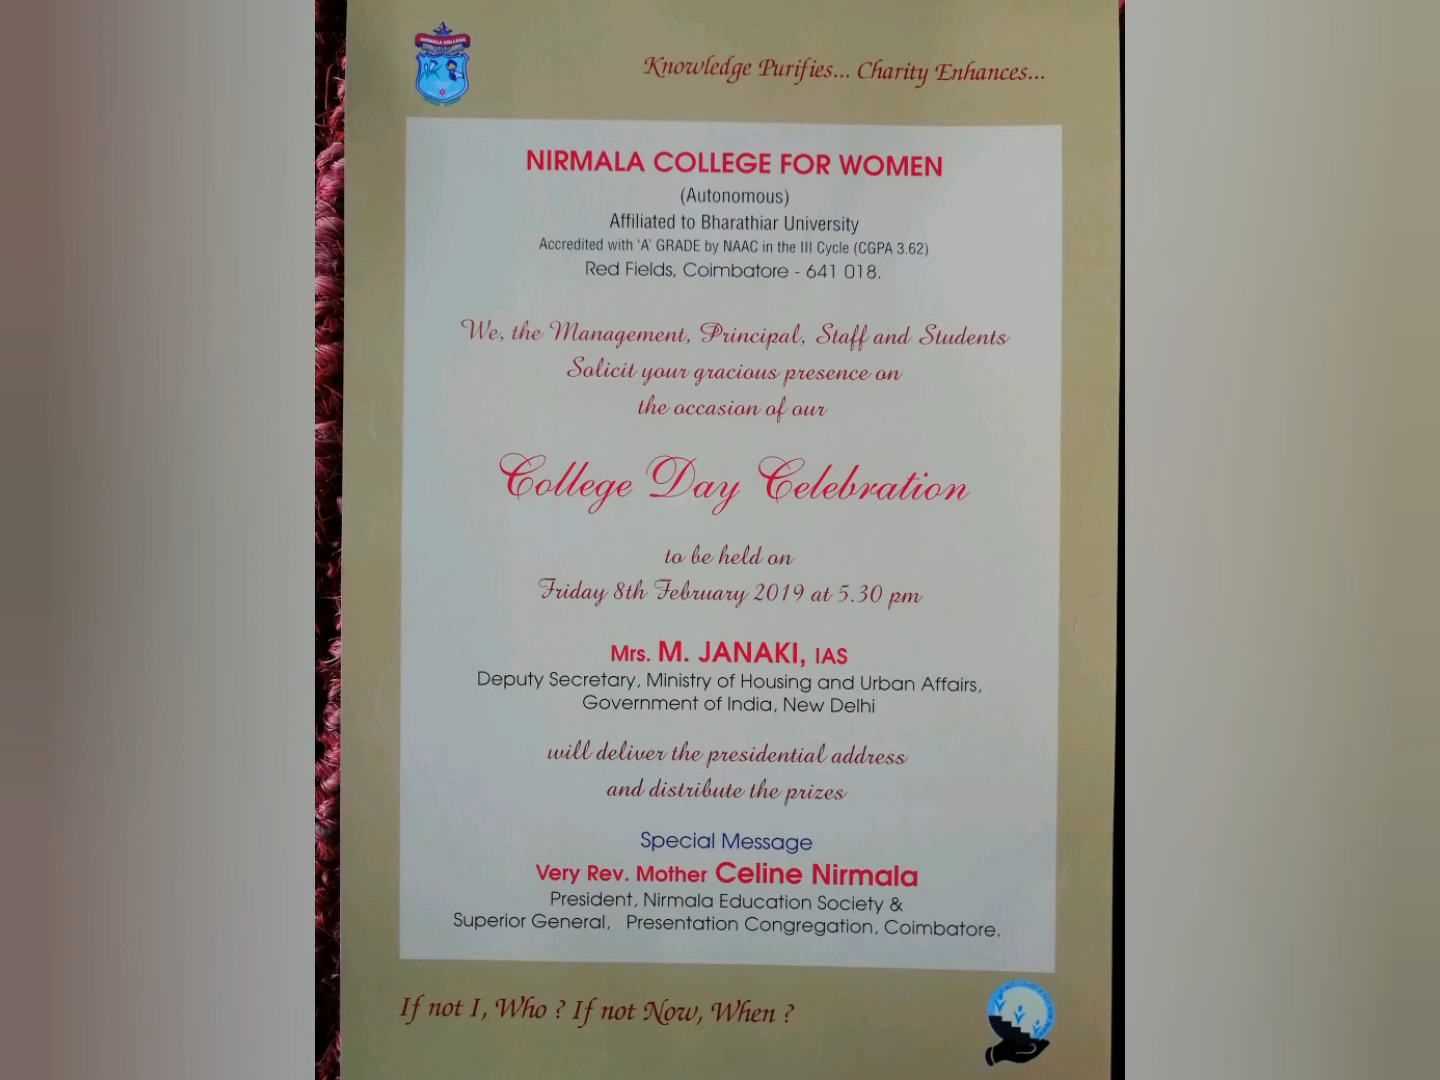 NIRMALA COLLEGE
Knowledge Purifies... Charity Enhances...
NIRMALA COLLEGE FOR WOMEN
(Autonomous)
Affiliated to Bharathiar University
Accredited with 'A' GRADE by NAAC in the III Cycle (CGPA 3.62)
Red Fields, Coimbatore - 641 018.
We, the Management, Principal, Staff and Students
Solicit your gracious presence on
the occasion of our
College Day Celebration
to be held on
Friday 8th February 2019 at 5.30 pm
Mrs. M. JANAKI, IAS
Deputy Secretary, Ministry of Housing and Urban Affairs,
Government of India, New Delhi
will deliver the presidential address
and distribute the prizes
Special Message
Very Rev. Mother Celine Nirmala
President, Nirmala Education Society &
Superior General, Presentation Congregation, Coimbatore.
If not I, Who ? If not Now, When ?